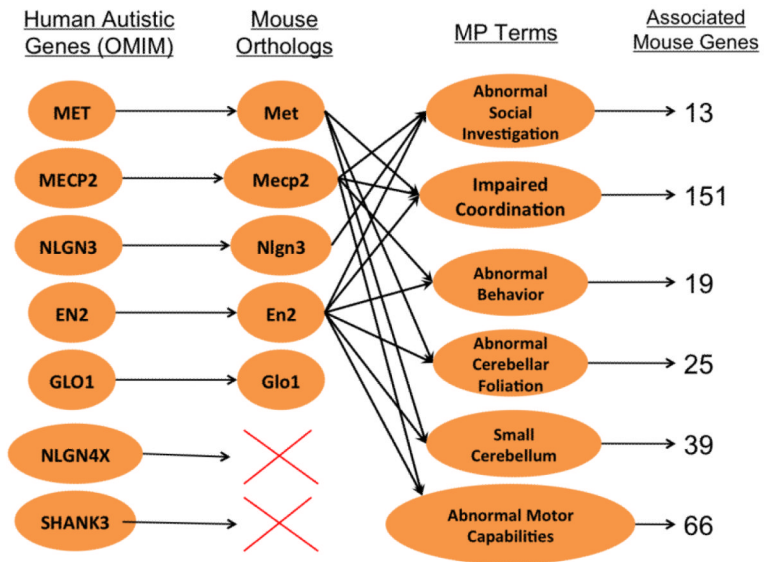 Human Autistic
Genes (OMIM)
Mouse
Orthologs
MP Terms
Associated
Mouse Genes
MET
Met
Abnormal
Social
Investigation
13
MECP2
Mecp2
Impaired
Coordination
151
NLGN3
Nlgn3
Abnormal
Behavior
19
EN2
En2
Abnormal
Cerebellar
Foliation
25
GLO1
Glo1
NLGN4X
Small
Cerebellum
39
SHANK3
Abnormal Motor
Capabilities
66